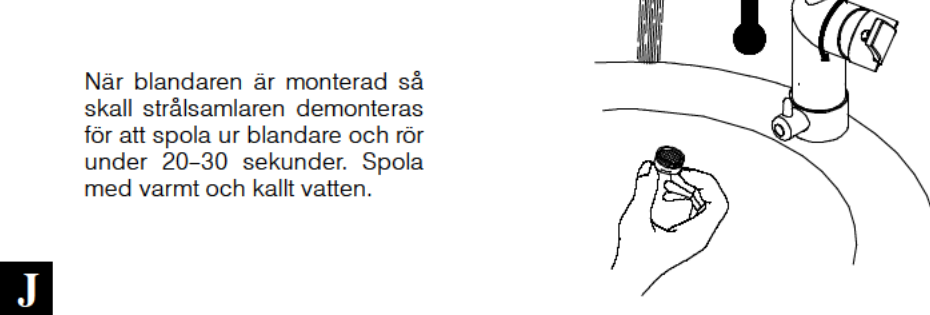 När blandaren är monterad så
skall strålsamlaren demonteras
för att spola ur blandare och rör
under 20–30 sekunder. Spola
med varmt och kallt vatten.
J